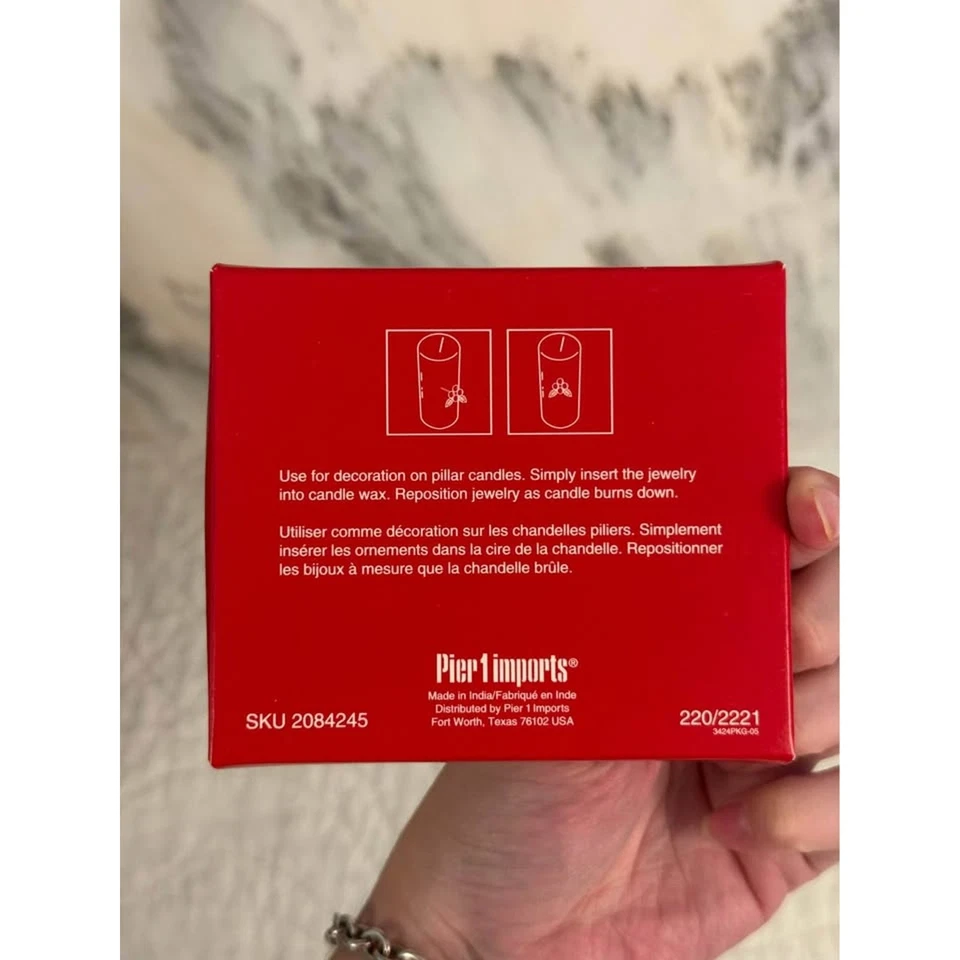 Use for decoration on pillar candles. Simply insert the jewelry
into candle wax. Reposition jewelry as candle burns down.
Utiliser comme décoration sur les chandelles piliers. Simplement
insérer les ornements dans la cire de la chandelle. Repositionner
les bijoux à mesure que la chandelle brûle.
Pier 1 imports®
Made in India/Fabriqué en Inde
Distributed by Pier 1 Imports
Fort Worth, Texas 76102 USA
SKU 2084245
220/2221
3424PKG-05